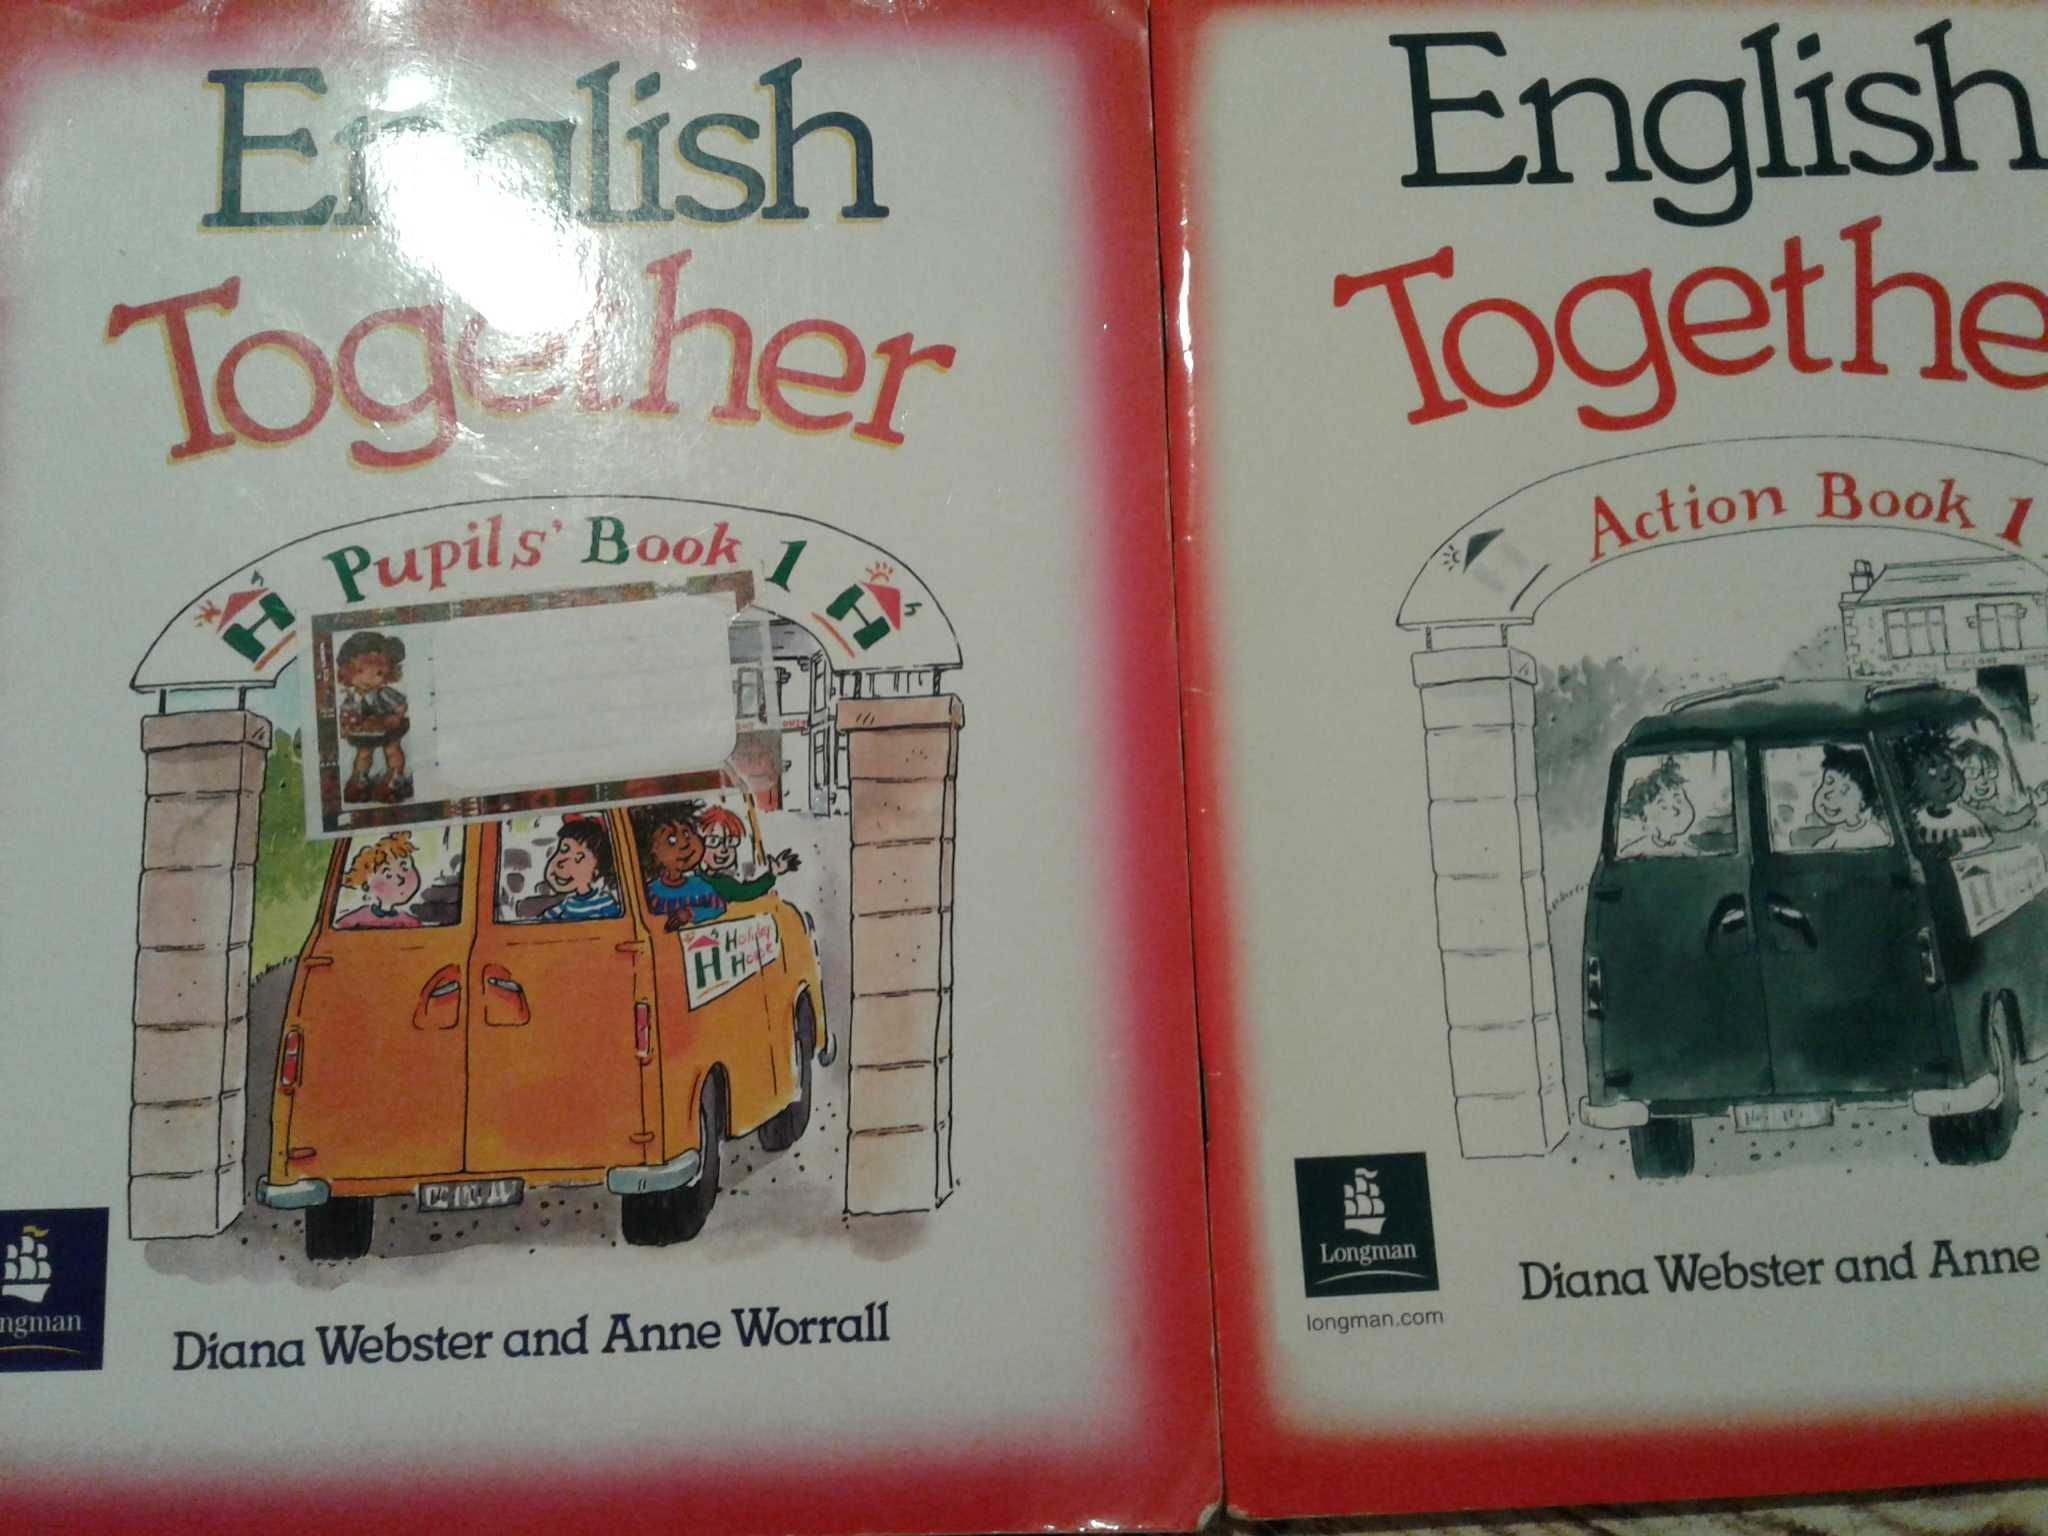 English
Together
Pupils' Book 1
Holiday
House
ngman
Diana Webster and Anne Worrall
English
Togethe
Action Book 1
Longman
longman.com
Diana Webster and Anne